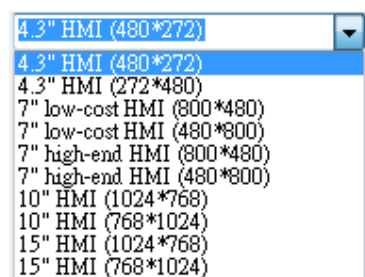 4.3" HMI (480*272)
4.3" HMI (480*272)
4.3" HMI (272*480)
7" low-cost HMI (800*480)
7" low-cost HMI (480*800)
7" high-end HMI (800*480)
7" high-end HMI (480*800)
10" HMI (1024*768)
10" HMI (768*1024)
15" HMI (1024*768)
15" HMI (768*1024)